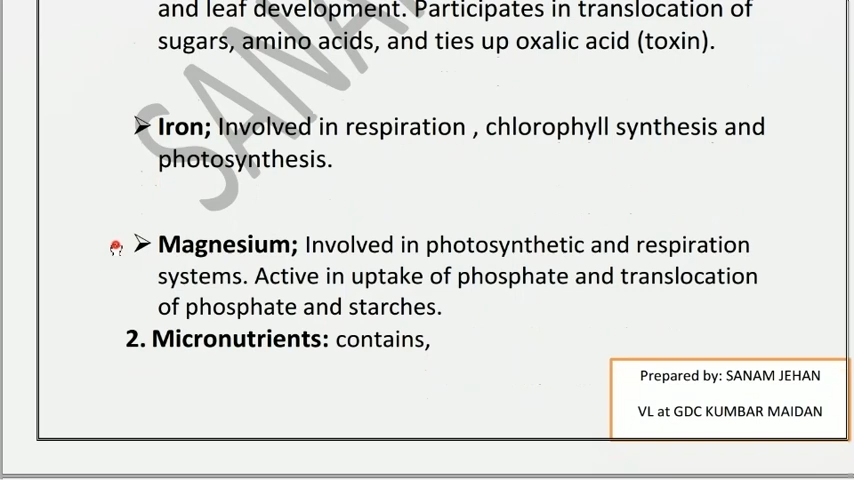 and leaf development. Participates in translocation of
sugars, amino acids, and ties up oxalic acid (toxin).
➢ Iron; Involved in respiration , chlorophyll synthesis and
photosynthesis.
➢ Magnesium; Involved in photosynthetic and respiration
systems. Active in uptake of phosphate and translocation
of phosphate and starches.
2. Micronutrients: contains,
Prepared by: SANAM JEHAN
VL at GDC KUMBAR MAIDAN
SANA